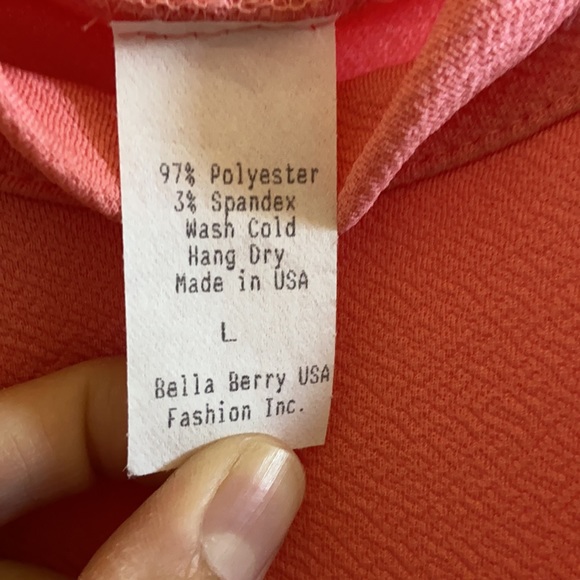 97% Polyester
3% Spandex
Wash Cold
Hang Dry
Made in USA
L
Bella Berry USA
Fashion Inc.